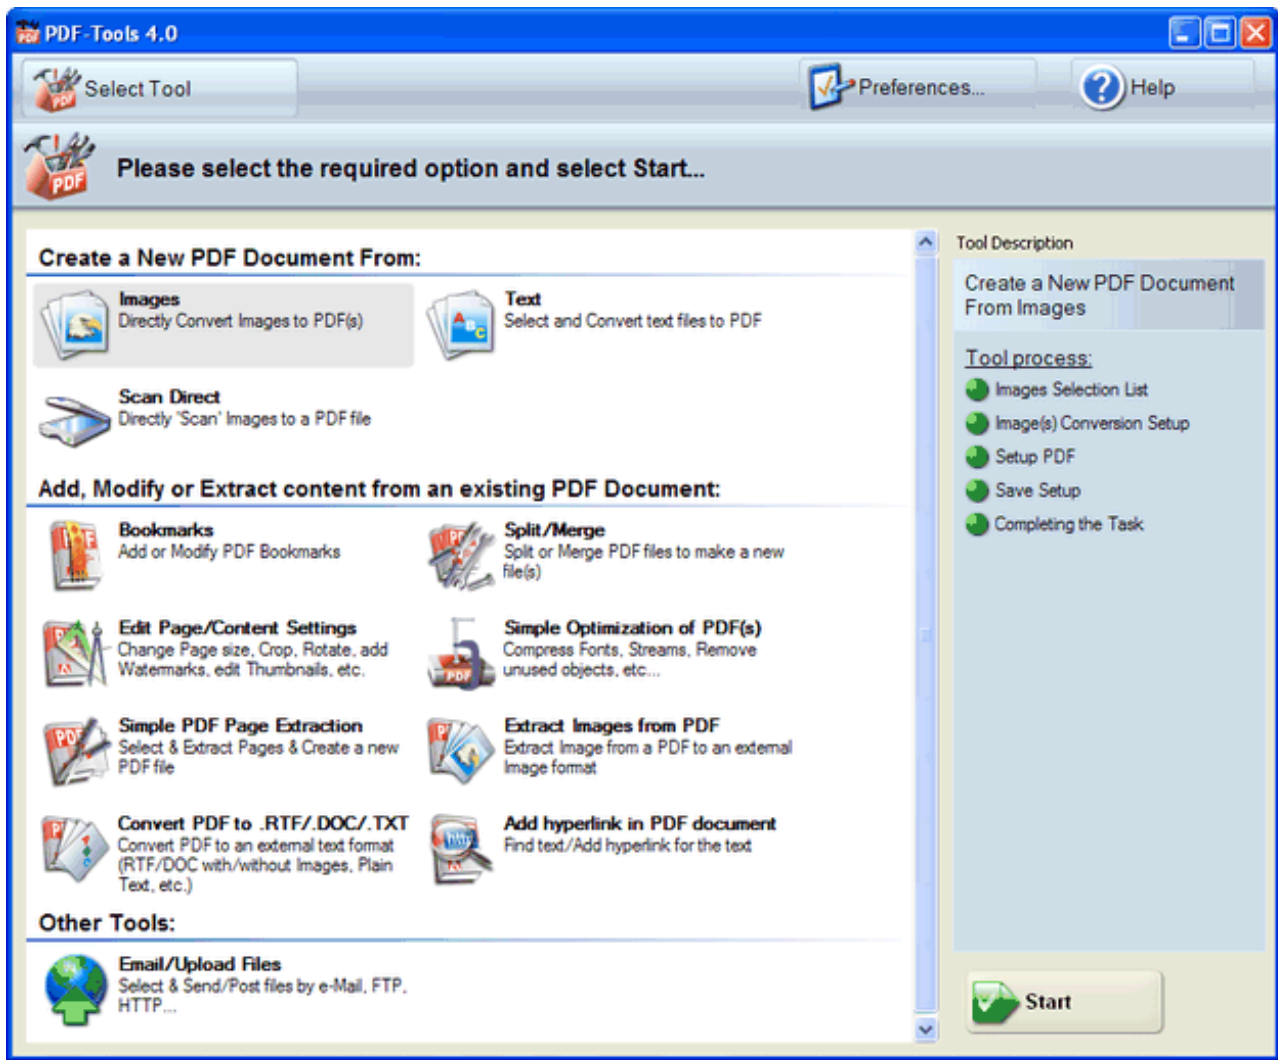 PDF-Tools 4.0
Select Tool
Preferences...
Help
Please select the required option and select Start...
Create a New PDF Document From:
Images
Directly Convert Images to PDF(s)
Text
Select and Convert text files to PDF
Scan Direct
Directly 'Scan' Images to a PDF file
Add, Modify or Extract content from an existing PDF Document:
Bookmarks
Add or Modify PDF Bookmarks
Split/Merge
Split or Merge PDF files to make a new
file(s)
Edit Page/Content Settings
Change Page size, Crop, Rotate, add
Watermarks, edit Thumbnails, etc.
Simple Optimization of PDF(s)
Compress Fonts, Streams, Remove
unused objects, etc...
Simple PDF Page Extraction
Select & Extract Pages & Create a new
PDF file
Extract Images from PDF
Extract Image from a PDF to an external
Image format
Convert PDF to .RTF/.DOC/.TXT
Convert PDF to an external text format
(RTF/DOC with/without Images, Plain
Text, etc.)
Add hyperlink in PDF document
Find text/Add hyperlink for the text
Other Tools:
Email/Upload Files
Select & Send/Post files by e-Mail, FTP,
HTTP...
Tool Description
Create a New PDF Document
From Images
Tool process:
Images Selection List
Image(s) Conversion Setup
Setup PDF
Save Setup
Completing the Task
Start